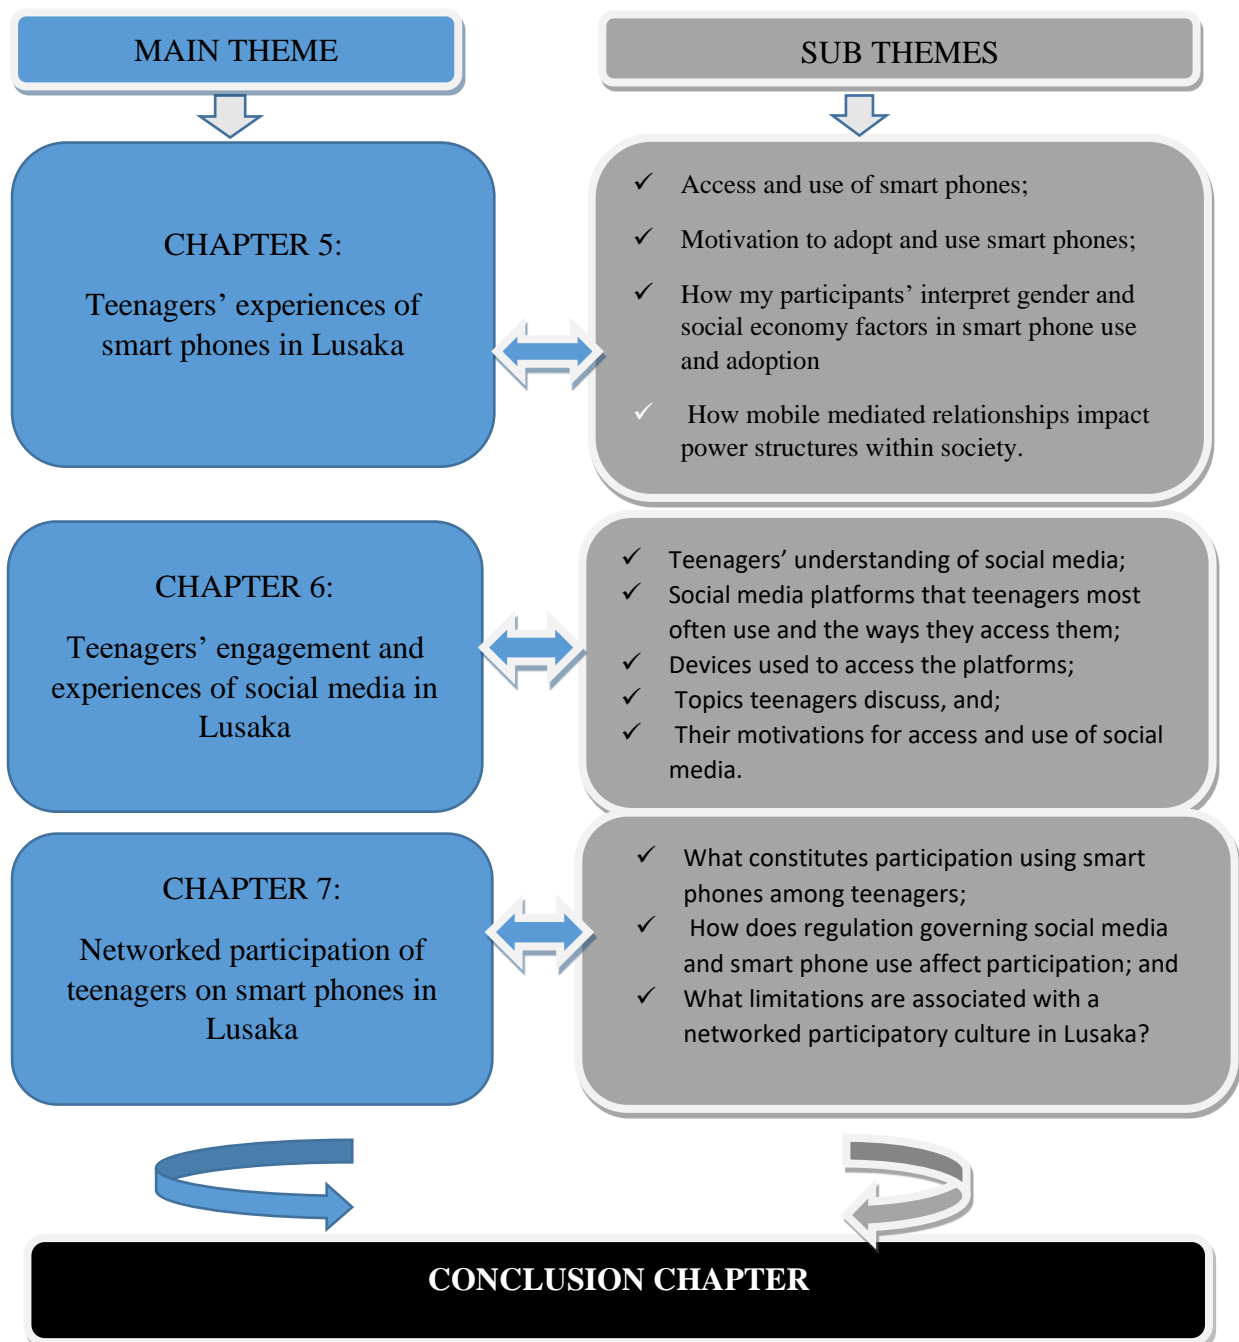 MAIN THEME
SUB THEMES
CHAPTER 5:
Teenagers’ experiences of
smart phones in Lusaka
✓ Access and use of smart phones;
✓ Motivation to adopt and use smart phones;
✓ How my participants’ interpret gender and
social economy factors in smart phone use
and adoption
✓ How mobile mediated relationships impact
power structures within society.
CHAPTER 6:
Teenagers’ engagement and
experiences of social media in
Lusaka
✓ Teenagers’ understanding of social media;
✓ Social media platforms that teenagers most
often use and the ways they access them;
✓ Devices used to access the platforms;
✓ Topics teenagers discuss, and;
✓ Their motivations for access and use of social
media.
CHAPTER 7:
Networked participation of
teenagers on smart phones in
Lusaka
✓ What constitutes participation using smart
phones among teenagers;
✓ How does regulation governing social media
and smart phone use affect participation; and
✓ What limitations are associated with a
networked participatory culture in Lusaka?
CONCLUSION CHAPTER